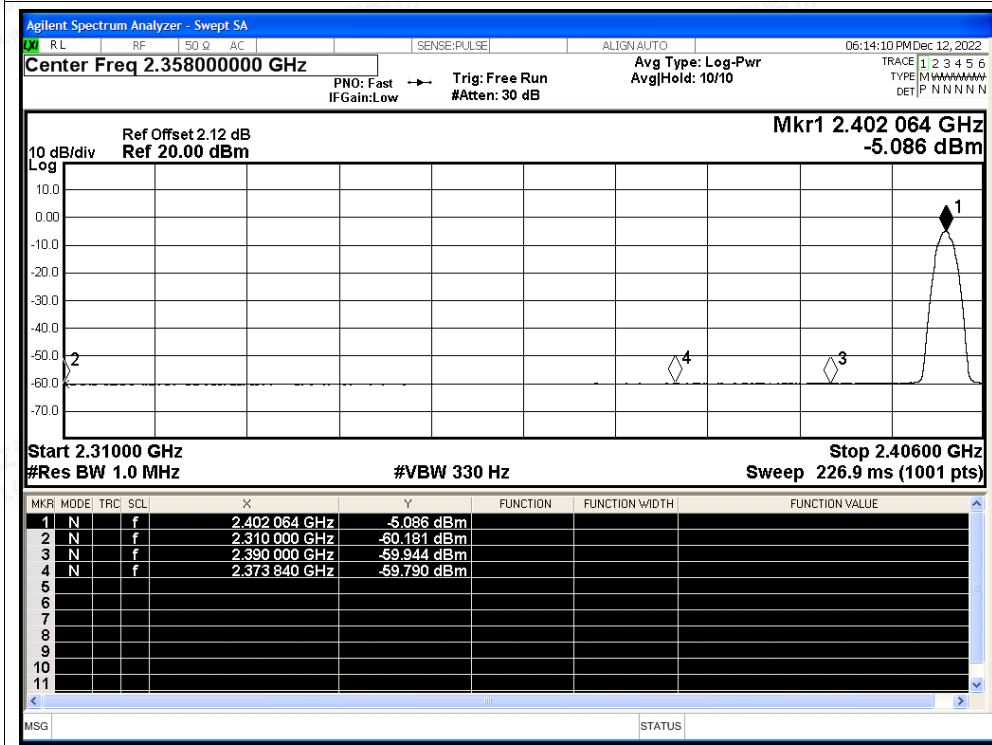 Agilent Spectrum Analyzer - Swept SA
LXI RL RF 50 Ω AC SENSE:PULSE ALIGN AUTO 06:14:10 PM Dec 12, 2022
Center Freq 2.358000000 GHz Avg Type: Log-Pwr TRACE 1 2 3 4 5 6
PNO: Fast Trig: Free Run Avg|Hold: 10/10 TYPE M WWWWW
IFGain:Low #Atten: 30 dB DET P N N N N N
Mkr1 2.402 064 GHz
Ref Offset 2.12 dB
10 dB/div Ref 20.00 dBm -5.086 dBm
Log
10.0
1
0.00
-10.0
-20.0
-30.0
-40.0
-50.0
2 4 3
-60.0
-70.0
Start 2.31000 GHz Stop 2.40600 GHz
#Res BW 1.0 MHz #VBW 330 Hz Sweep 226.9 ms (1001 pts)
MKR MODE TRC SCL X Y FUNCTION FUNCTION WIDTH FUNCTION VALUE
1 N f 2.402 064 GHz -5.086 dBm
2 N f 2.310 000 GHz -60.181 dBm
3 N f 2.390 000 GHz -59.944 dBm
4 N f 2.373 840 GHz -59.790 dBm
5
6
7
8
9
10
11
MSG STATUS